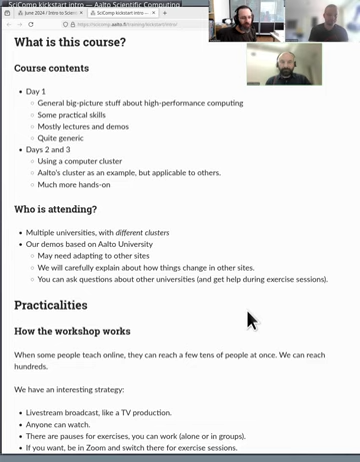 SciComp kickstart intro — Aalto Scientific Computing
June 2024 / Intro to Scien
SciComp kickstart intro —
https://scicomp.aalto.fi/training/kickstart/intro/
What is this course?
Course contents
• Day 1
○ General big-picture stuff about high-performance computing
○ Some practical skills
○ Mostly lectures and demos
○ Quite generic
• Days 2 and 3
○ Using a computer cluster
○ Aalto's cluster as an example, but applicable to others.
○ Much more hands-on
Who is attending?
• Multiple universities, with different clusters
• Our demos based on Aalto University
○ May need adapting to other sites
○ We will carefully explain about how things change in other sites.
○ You can ask questions about other universities (and get help during exercise sessions).
Practicalities
How the workshop works
When some people teach online, they can reach a few tens of people at once. We can reach
hundreds.
We have an interesting strategy:
• Livestream broadcast, like a TV production.
• Anyone can watch.
• There are pauses for exercises, you can work (alone or in groups).
• If you want, be in Zoom and switch there for exercise sessions.